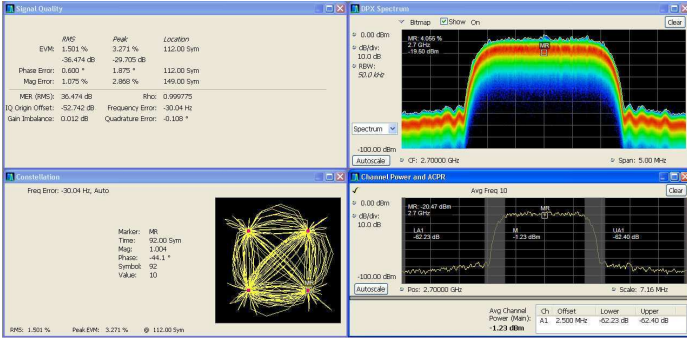 Signal Quality
RMS Peak Location
EVM: 1.501 % 3.271 % 112.00 Sym
-36.474 dB -29.705 dB
Phase Error: 0.600 ° 1.875 ° 112.00 Sym
Mag Error: 1.075 % 2.868 % 149.00 Sym
MER (RMS): 36.474 dB Rho: 0.999775
IQ Origin Offset: -52.742 dB Frequency Error: -30.04 Hz
Gain Imbalance: 0.012 dB Quadrature Error: -0.108 °
DPX Spectrum
Bitmap Show On Clear
0.00 dBm
dB/div:
10.0 dB
RBW:
50.0 kHz
MR: 4.055 %
2.7 GHz
-19.50 dBm
MR
Spectrum
-100.00 dBm
Autoscale CF: 2.70000 GHz Span: 5.00 MHz
Constellation
Freq Error: -30.04 Hz, Auto
Marker: MR
Time: 92.00 Sym
Mag: 1.004
Phase: -44.1 °
Symbol: 92
Value: 10
RMS: 1.501 % Peak EVM: 3.271 % @ 112.00 Sym
Channel Power and ACPR
Avg Freq 10 Clear
0.00 dBm
dB/div:
10.0 dB
MR: -20.47 dBm
2.7 GHz
MR
LA1
-62.23 dB
M
-1.23 dBm
UA1
-62.40 dB
-100.00 dBm
Autoscale Pos: 2.70000 GHz Scale: 7.16 MHz
Avg Channel
Power (Main):
-1.23 dBm
Ch Offset Lower Upper
A1 2.500 MHz -62.23 dB -62.40 dB